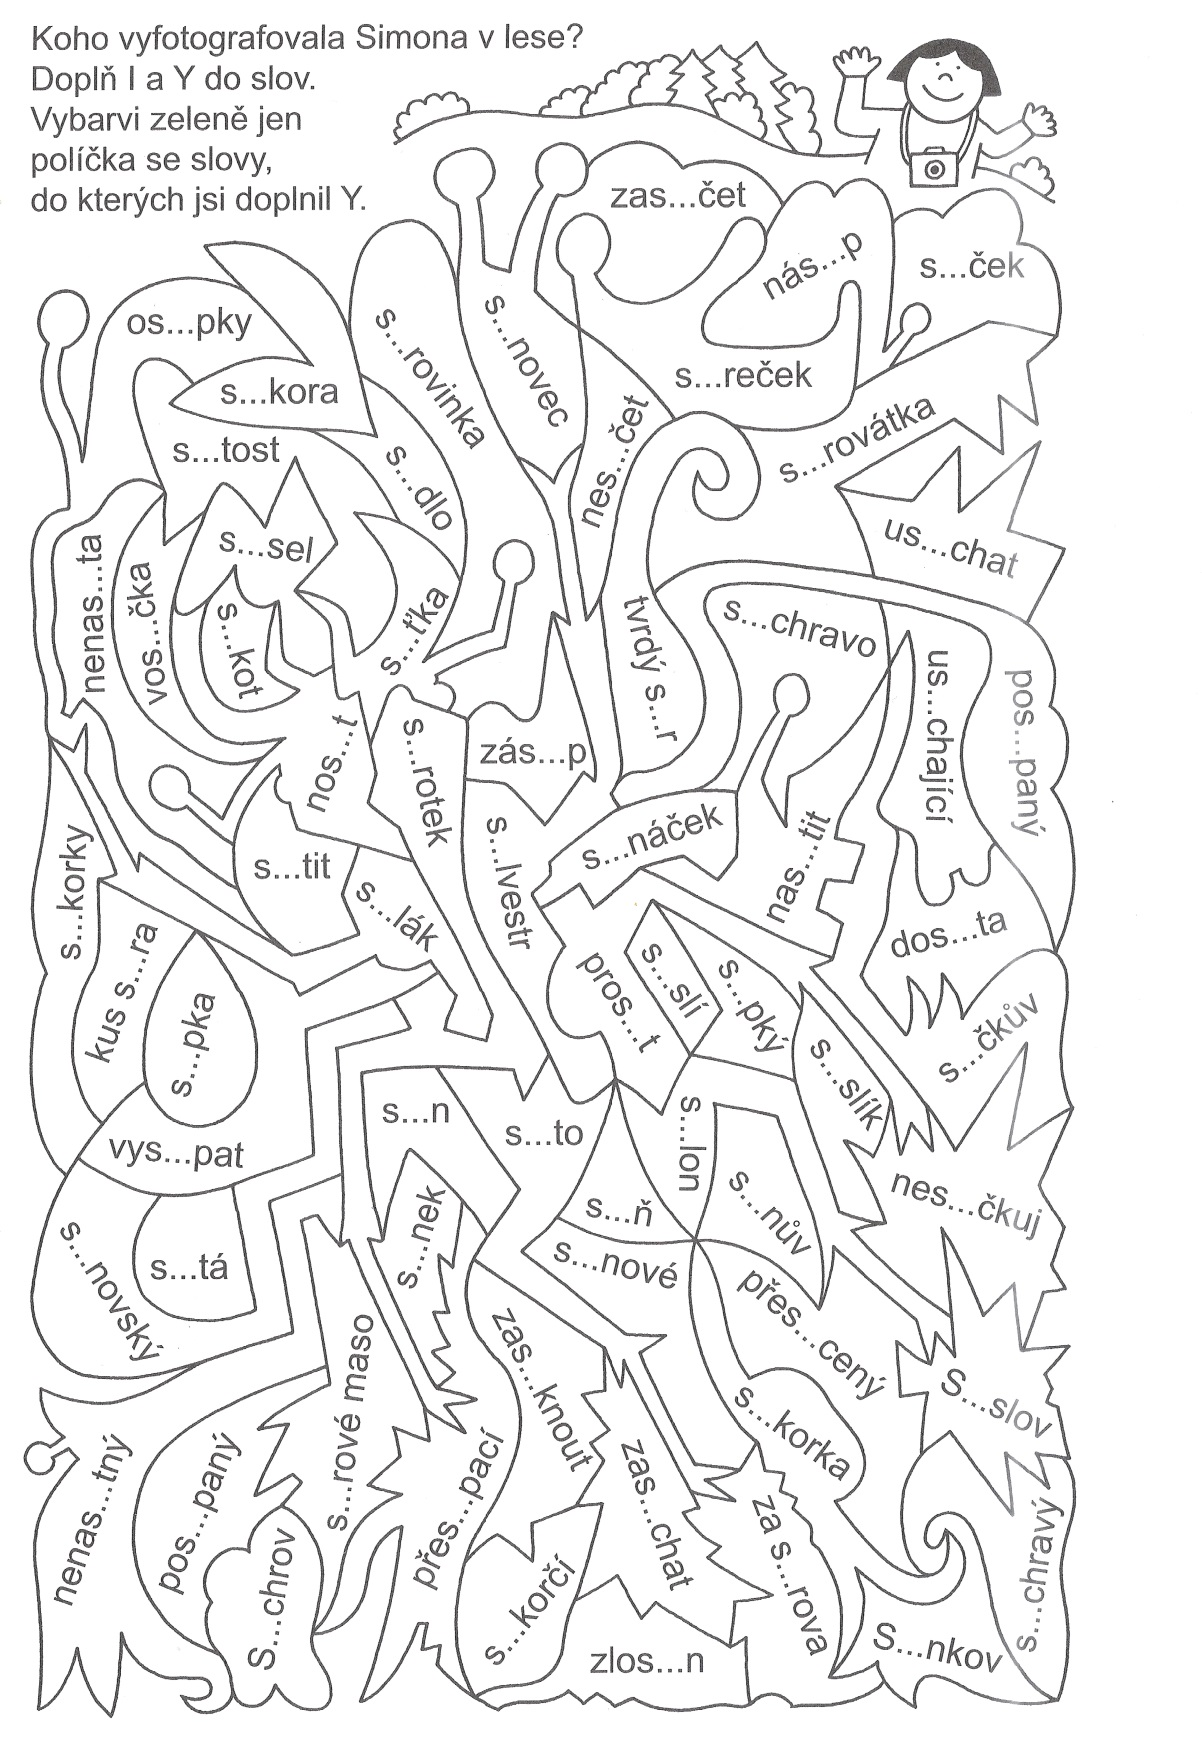 Koho vyfotografovala Simona v lese?
Doplň I a Y do slov.
Vybarvi zeleně jen
políčka se slovy,
do kterých jsi doplnil Y.
zas...čet
nás...p
s...ček
os...pky
s...rovinka
s...novec
s...kora
s...reček
nes...čet
s...rovátka
s...tost
s...dlo
us...chat
s...sel
nenas...ta
vos...čka
s...kot
s...ťka
tvrdý s...r
s...chravo
us...chající
pos...paný
nos...t
s...rotek
zás...p
s...náček
nas...tit
s...korky
s...tit
s...lák
s...lvestr
dos...ta
kus s...ra
s...pka
pros...t
s...slí
s...pký
s...čkův
s...slík
s...n
s...to
s...lon
vys...pat
nes...čkuj
s...nek
s...ň
s...nův
s...novský
s...tá
s...nové
přes...cený
s...rové maso
zas...knout
s...korka
S...slov
nenas...tný
pos...paný
přes...pací
zas...chat
za s...rova
s...chravý
S...chrov
s...korčí
zlos...n
S...nkov